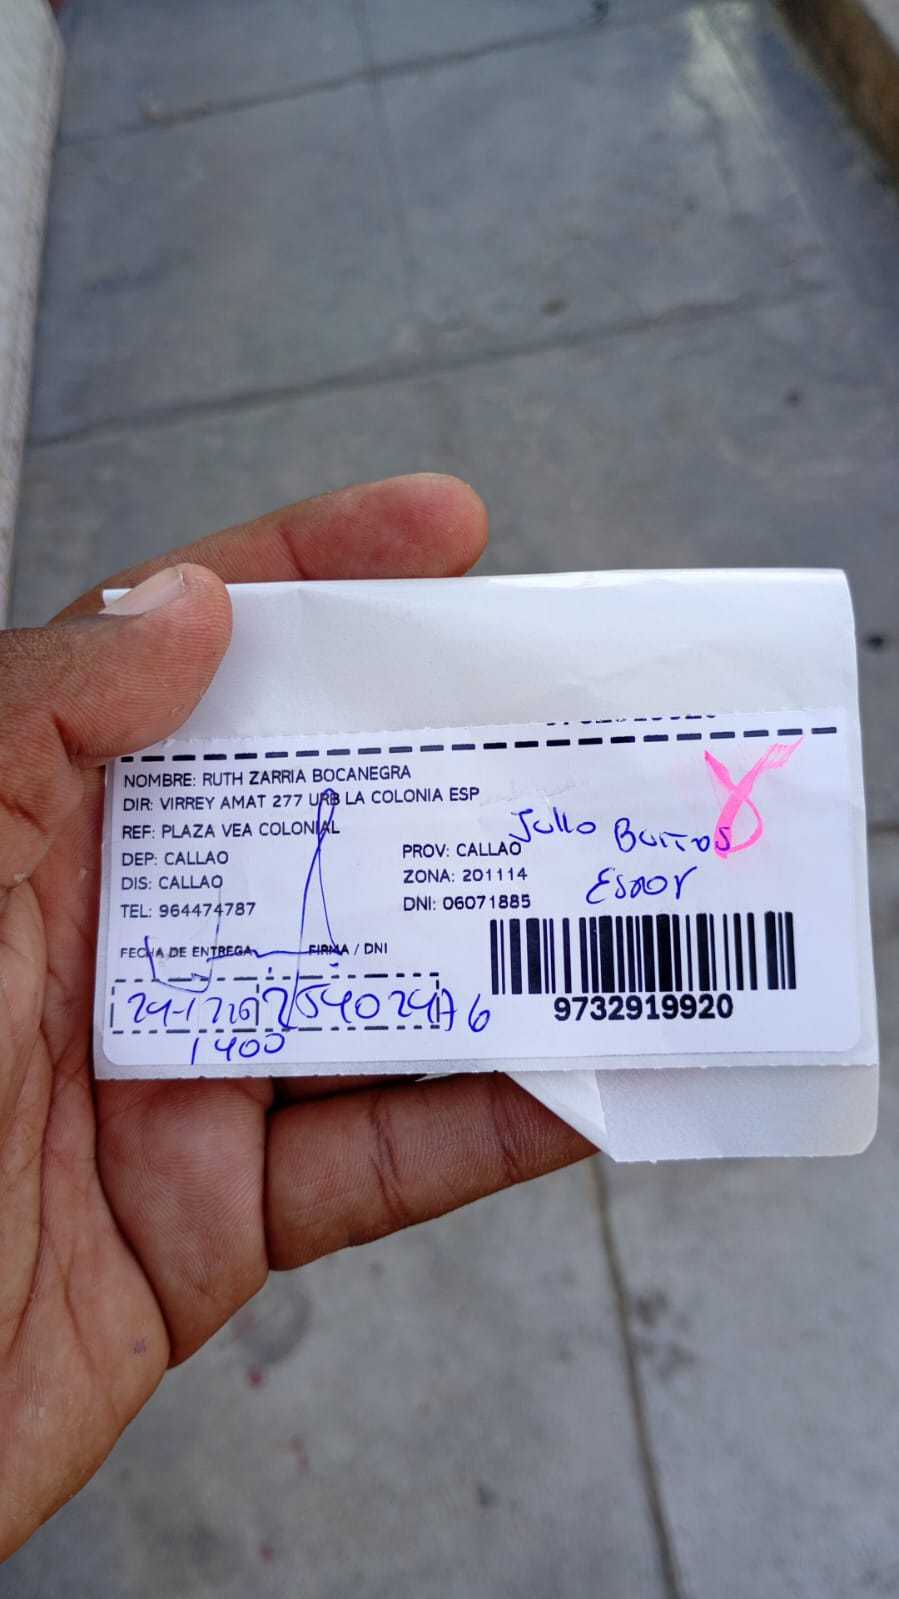 NOMBRE: RUTH ZARRIA BOCANEGRA
DIR: VIRREY AMAT 277 URB LA COLONIA ESP
REF: PLAZA VEA COLONIAL
DEP: CALLAO
PROV: CALLAO
DIS: CALLAO
ZONA: 201114
TEL: 964474787
DNI: 06071885
Julio
FECHA DE ENTREGA
FIRMA / DNI
9732919920
1400